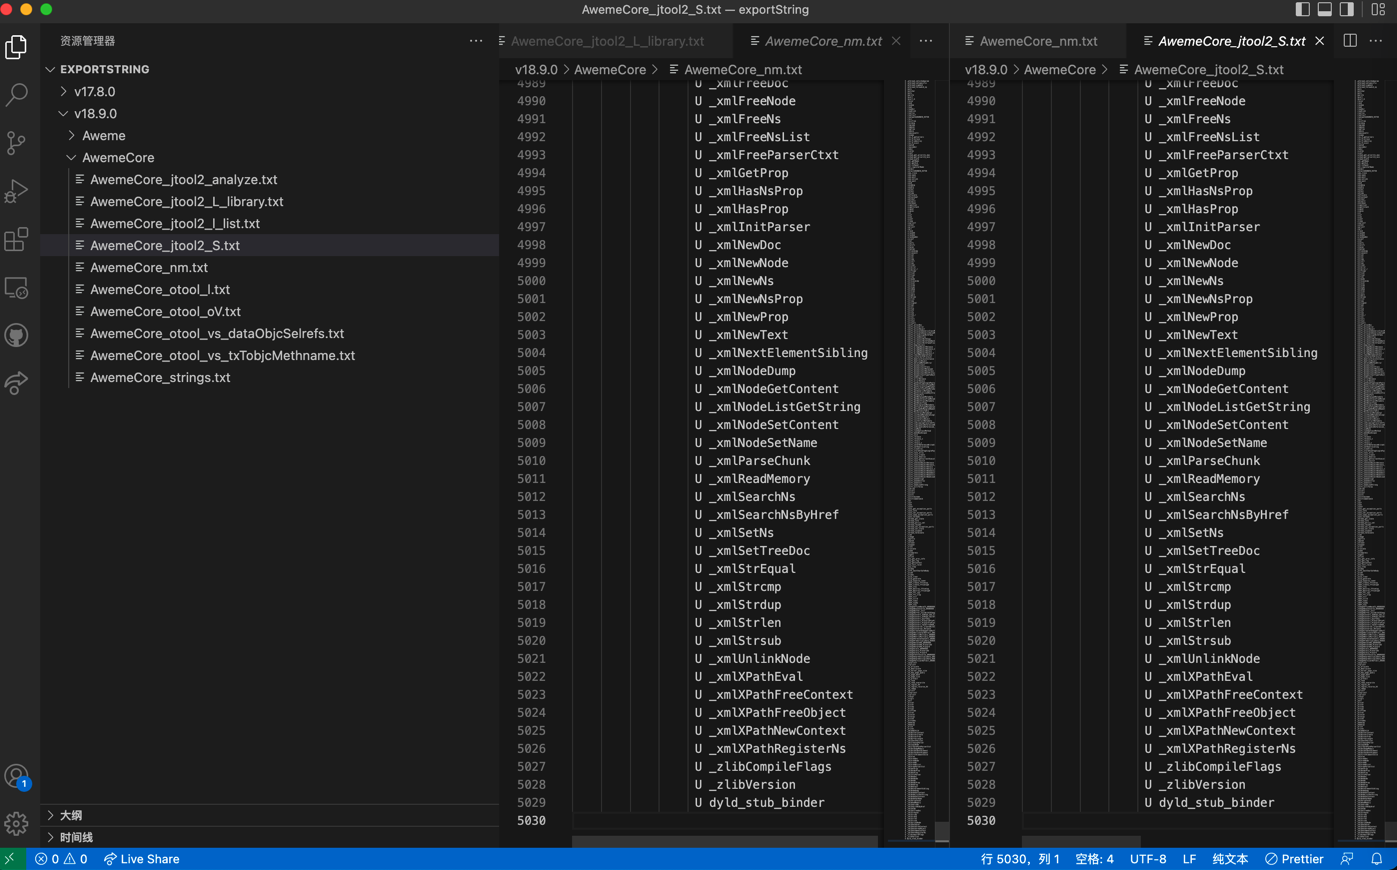 AwemeCore_jtool2_S.txt — exportString
资源管理器
EXPORTSTRING
v17.8.0
v18.9.0
Aweme
AwemeCore
AwemeCore_jtool2_analyze.txt
AwemeCore_jtool2_L_library.txt
AwemeCore_jtool2_l_list.txt
AwemeCore_jtool2_S.txt
AwemeCore_nm.txt
AwemeCore_otool_l.txt
AwemeCore_otool_oV.txt
AwemeCore_otool_vs_dataObjcSelrefs.txt
AwemeCore_otool_vs_txTobjcMethname.txt
AwemeCore_strings.txt
大纲
时间线
1
AwemeCore_jtool2_L_library.txt
AwemeCore_nm.txt
v18.9.0 > AwemeCore > AwemeCore_nm.txt
4989 U _xmlFreeDoc
4990 U _xmlFreeNode
4991 U _xmlFreeNs
4992 U _xmlFreeNsList
4993 U _xmlFreeParserCtxt
4994 U _xmlGetProp
4995 U _xmlHasNsProp
4996 U _xmlHasProp
4997 U _xmlInitParser
4998 U _xmlNewDoc
4999 U _xmlNewNode
5000 U _xmlNewNs
5001 U _xmlNewNsProp
5002 U _xmlNewProp
5003 U _xmlNewText
5004 U _xmlNextElementSibling
5005 U _xmlNodeDump
5006 U _xmlNodeGetContent
5007 U _xmlNodeListGetString
5008 U _xmlNodeSetContent
5009 U _xmlNodeSetName
5010 U _xmlParseChunk
5011 U _xmlReadMemory
5012 U _xmlSearchNs
5013 U _xmlSearchNsByHref
5014 U _xmlSetNs
5015 U _xmlSetTreeDoc
5016 U _xmlStrEqual
5017 U _xmlStrcmp
5018 U _xmlStrdup
5019 U _xmlStrlen
5020 U _xmlStrsub
5021 U _xmlUnlinkNode
5022 U _xmlXPathEval
5023 U _xmlXPathFreeContext
5024 U _xmlXPathFreeObject
5025 U _xmlXPathNewContext
5026 U _xmlXPathRegisterNs
5027 U _zlibCompileFlags
5028 U _zlibVersion
5029 U dyld_stub_binder
5030
AwemeCore_nm.txt
AwemeCore_jtool2_S.txt
v18.9.0 > AwemeCore > AwemeCore_jtool2_S.txt
4989 U _xmlFreeDoc
4990 U _xmlFreeNode
4991 U _xmlFreeNs
4992 U _xmlFreeNsList
4993 U _xmlFreeParserCtxt
4994 U _xmlGetProp
4995 U _xmlHasNsProp
4996 U _xmlHasProp
4997 U _xmlInitParser
4998 U _xmlNewDoc
4999 U _xmlNewNode
5000 U _xmlNewNs
5001 U _xmlNewNsProp
5002 U _xmlNewProp
5003 U _xmlNewText
5004 U _xmlNextElementSibling
5005 U _xmlNodeDump
5006 U _xmlNodeGetContent
5007 U _xmlNodeListGetString
5008 U _xmlNodeSetContent
5009 U _xmlNodeSetName
5010 U _xmlParseChunk
5011 U _xmlReadMemory
5012 U _xmlSearchNs
5013 U _xmlSearchNsByHref
5014 U _xmlSetNs
5015 U _xmlSetTreeDoc
5016 U _xmlStrEqual
5017 U _xmlStrcmp
5018 U _xmlStrdup
5019 U _xmlStrlen
5020 U _xmlStrsub
5021 U _xmlUnlinkNode
5022 U _xmlXPathEval
5023 U _xmlXPathFreeContext
5024 U _xmlXPathFreeObject
5025 U _xmlXPathNewContext
5026 U _xmlXPathRegisterNs
5027 U _zlibCompileFlags
5028 U _zlibVersion
5029 U dyld_stub_binder
5030
0 0 Live Share 行 5030，列 1 空格: 4 UTF-8 LF 纯文本 Prettier